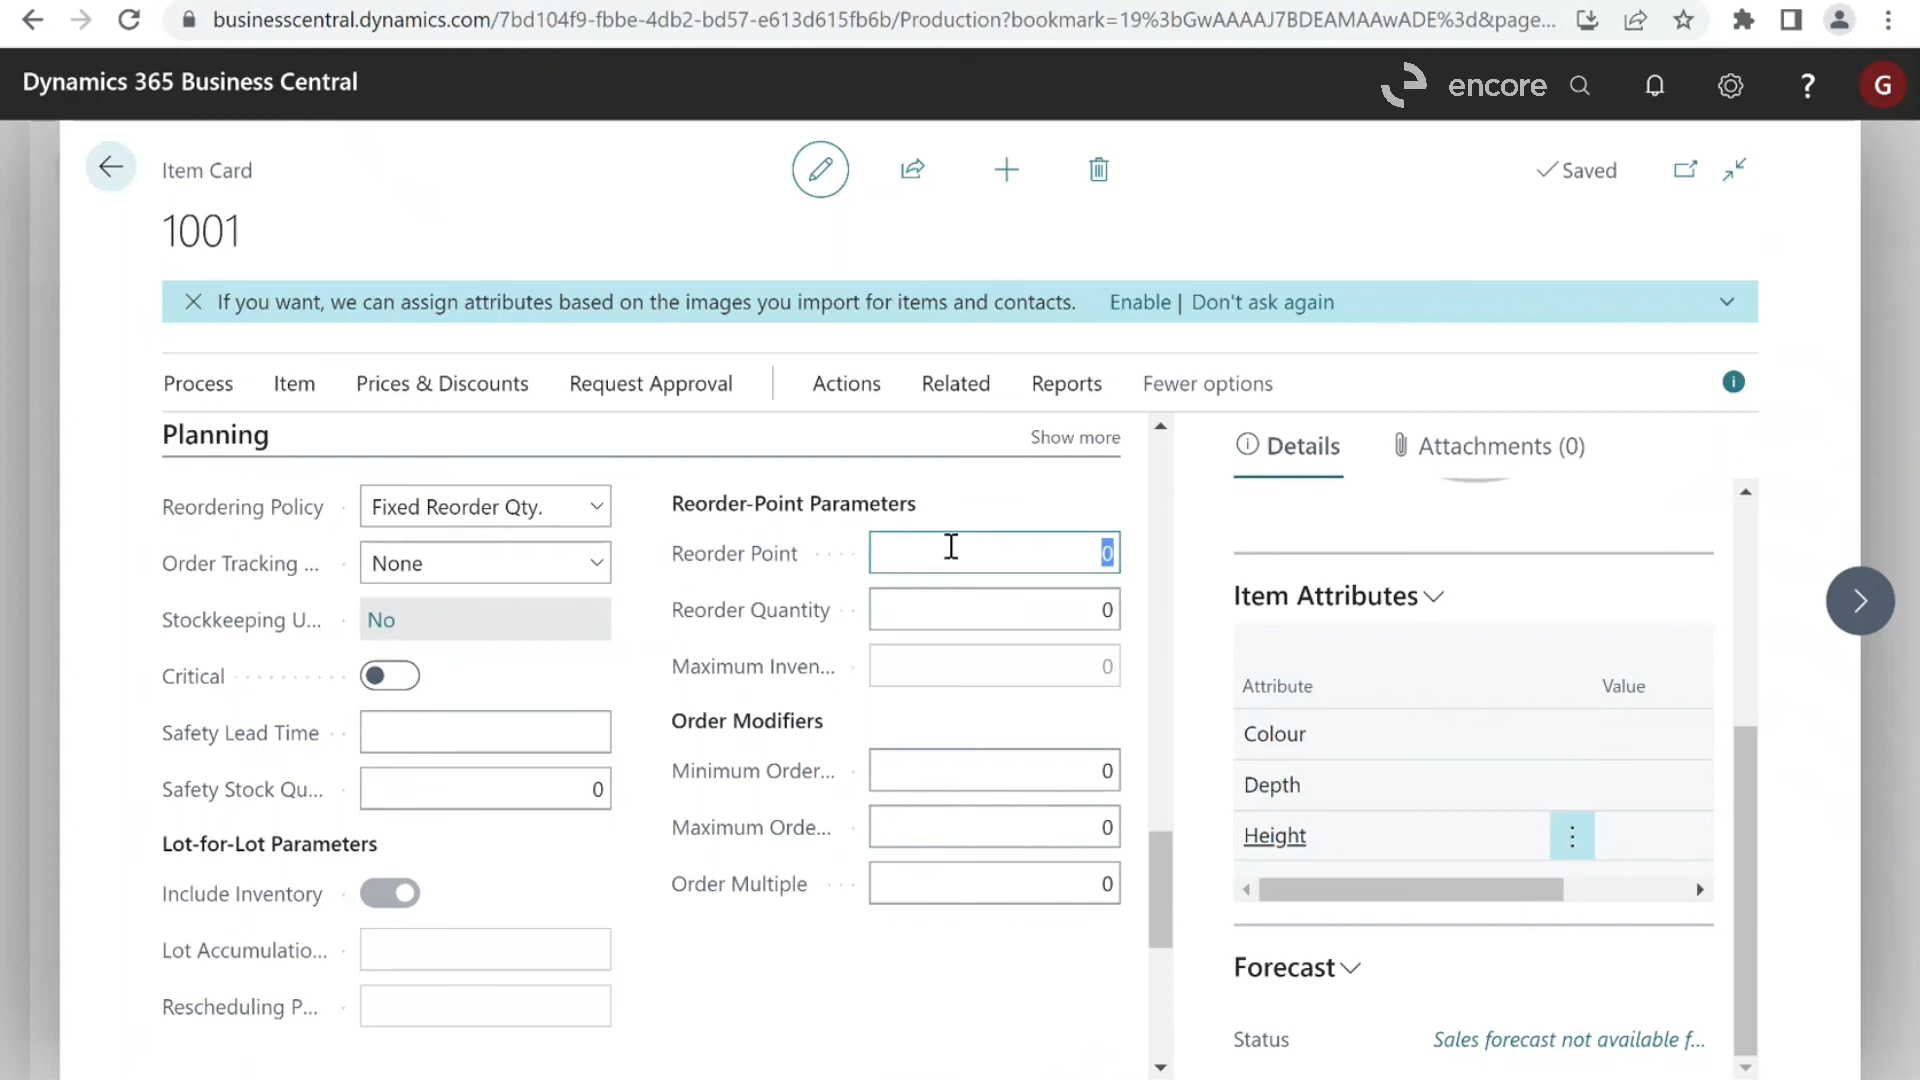 businesscentral.dynamics.com/7bd104f9-fbbe-4db2-bd57-e613d615fb6b/Production?bookmark=19%3bGwAAAAJ7BDEAMAAwADE%3d&page...
Dynamics 365 Business Central
encore
?
G
Item Card
Saved
1001
If you want, we can assign attributes based on the images you import for items and contacts. Enable | Don't ask again
Process Item Prices & Discounts Request Approval Actions Related Reports Fewer options
Planning
Show more
Reordering Policy Fixed Reorder Qty.
Order Tracking ... None
Stockkeeping U... No
Critical
Safety Lead Time
Safety Stock Qu... 0
Lot-for-Lot Parameters
Include Inventory
Lot Accumulatio...
Rescheduling P...
Reorder-Point Parameters
Reorder Point 0
Reorder Quantity 0
Maximum Inven... 0
Order Modifiers
Minimum Order... 0
Maximum Orde... 0
Order Multiple 0
Details Attachments (0)
Item Attributes
Attribute Value
Colour
Depth
Height
Forecast
Status Sales forecast not available f...